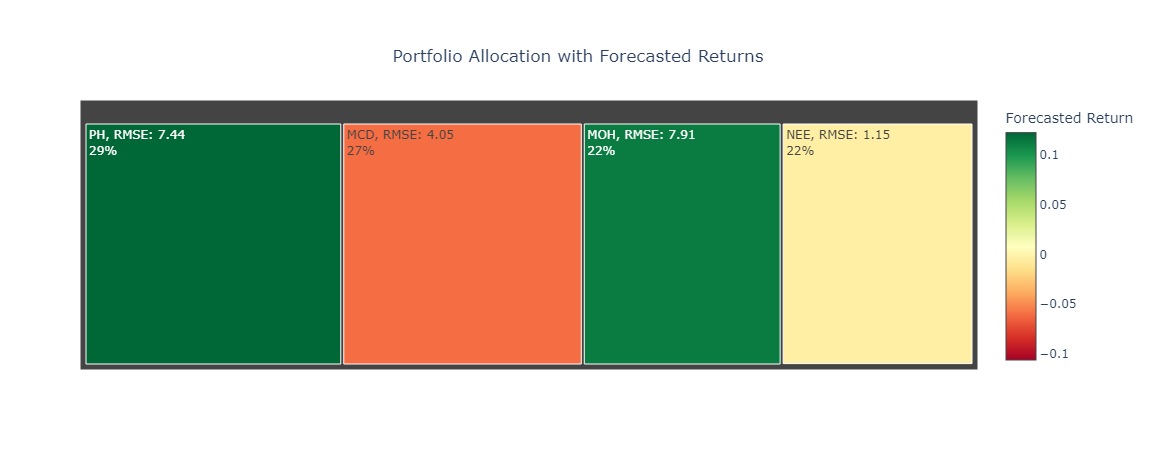 Portfolio Allocation with Forecasted Returns
PH, RMSE: 7.44
29%
MCD, RMSE: 4.05
27%
MOH, RMSE: 7.91
22%
NEE, RMSE: 1.15
22%
Forecasted Return
0.1
0.05
0
−0.05
−0.1